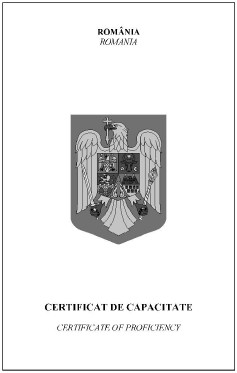 ROMÂNIA
ROMANIA
CERTIFICAT DE CAPACITATE
CERTIFICATE OF PROFICIENCY